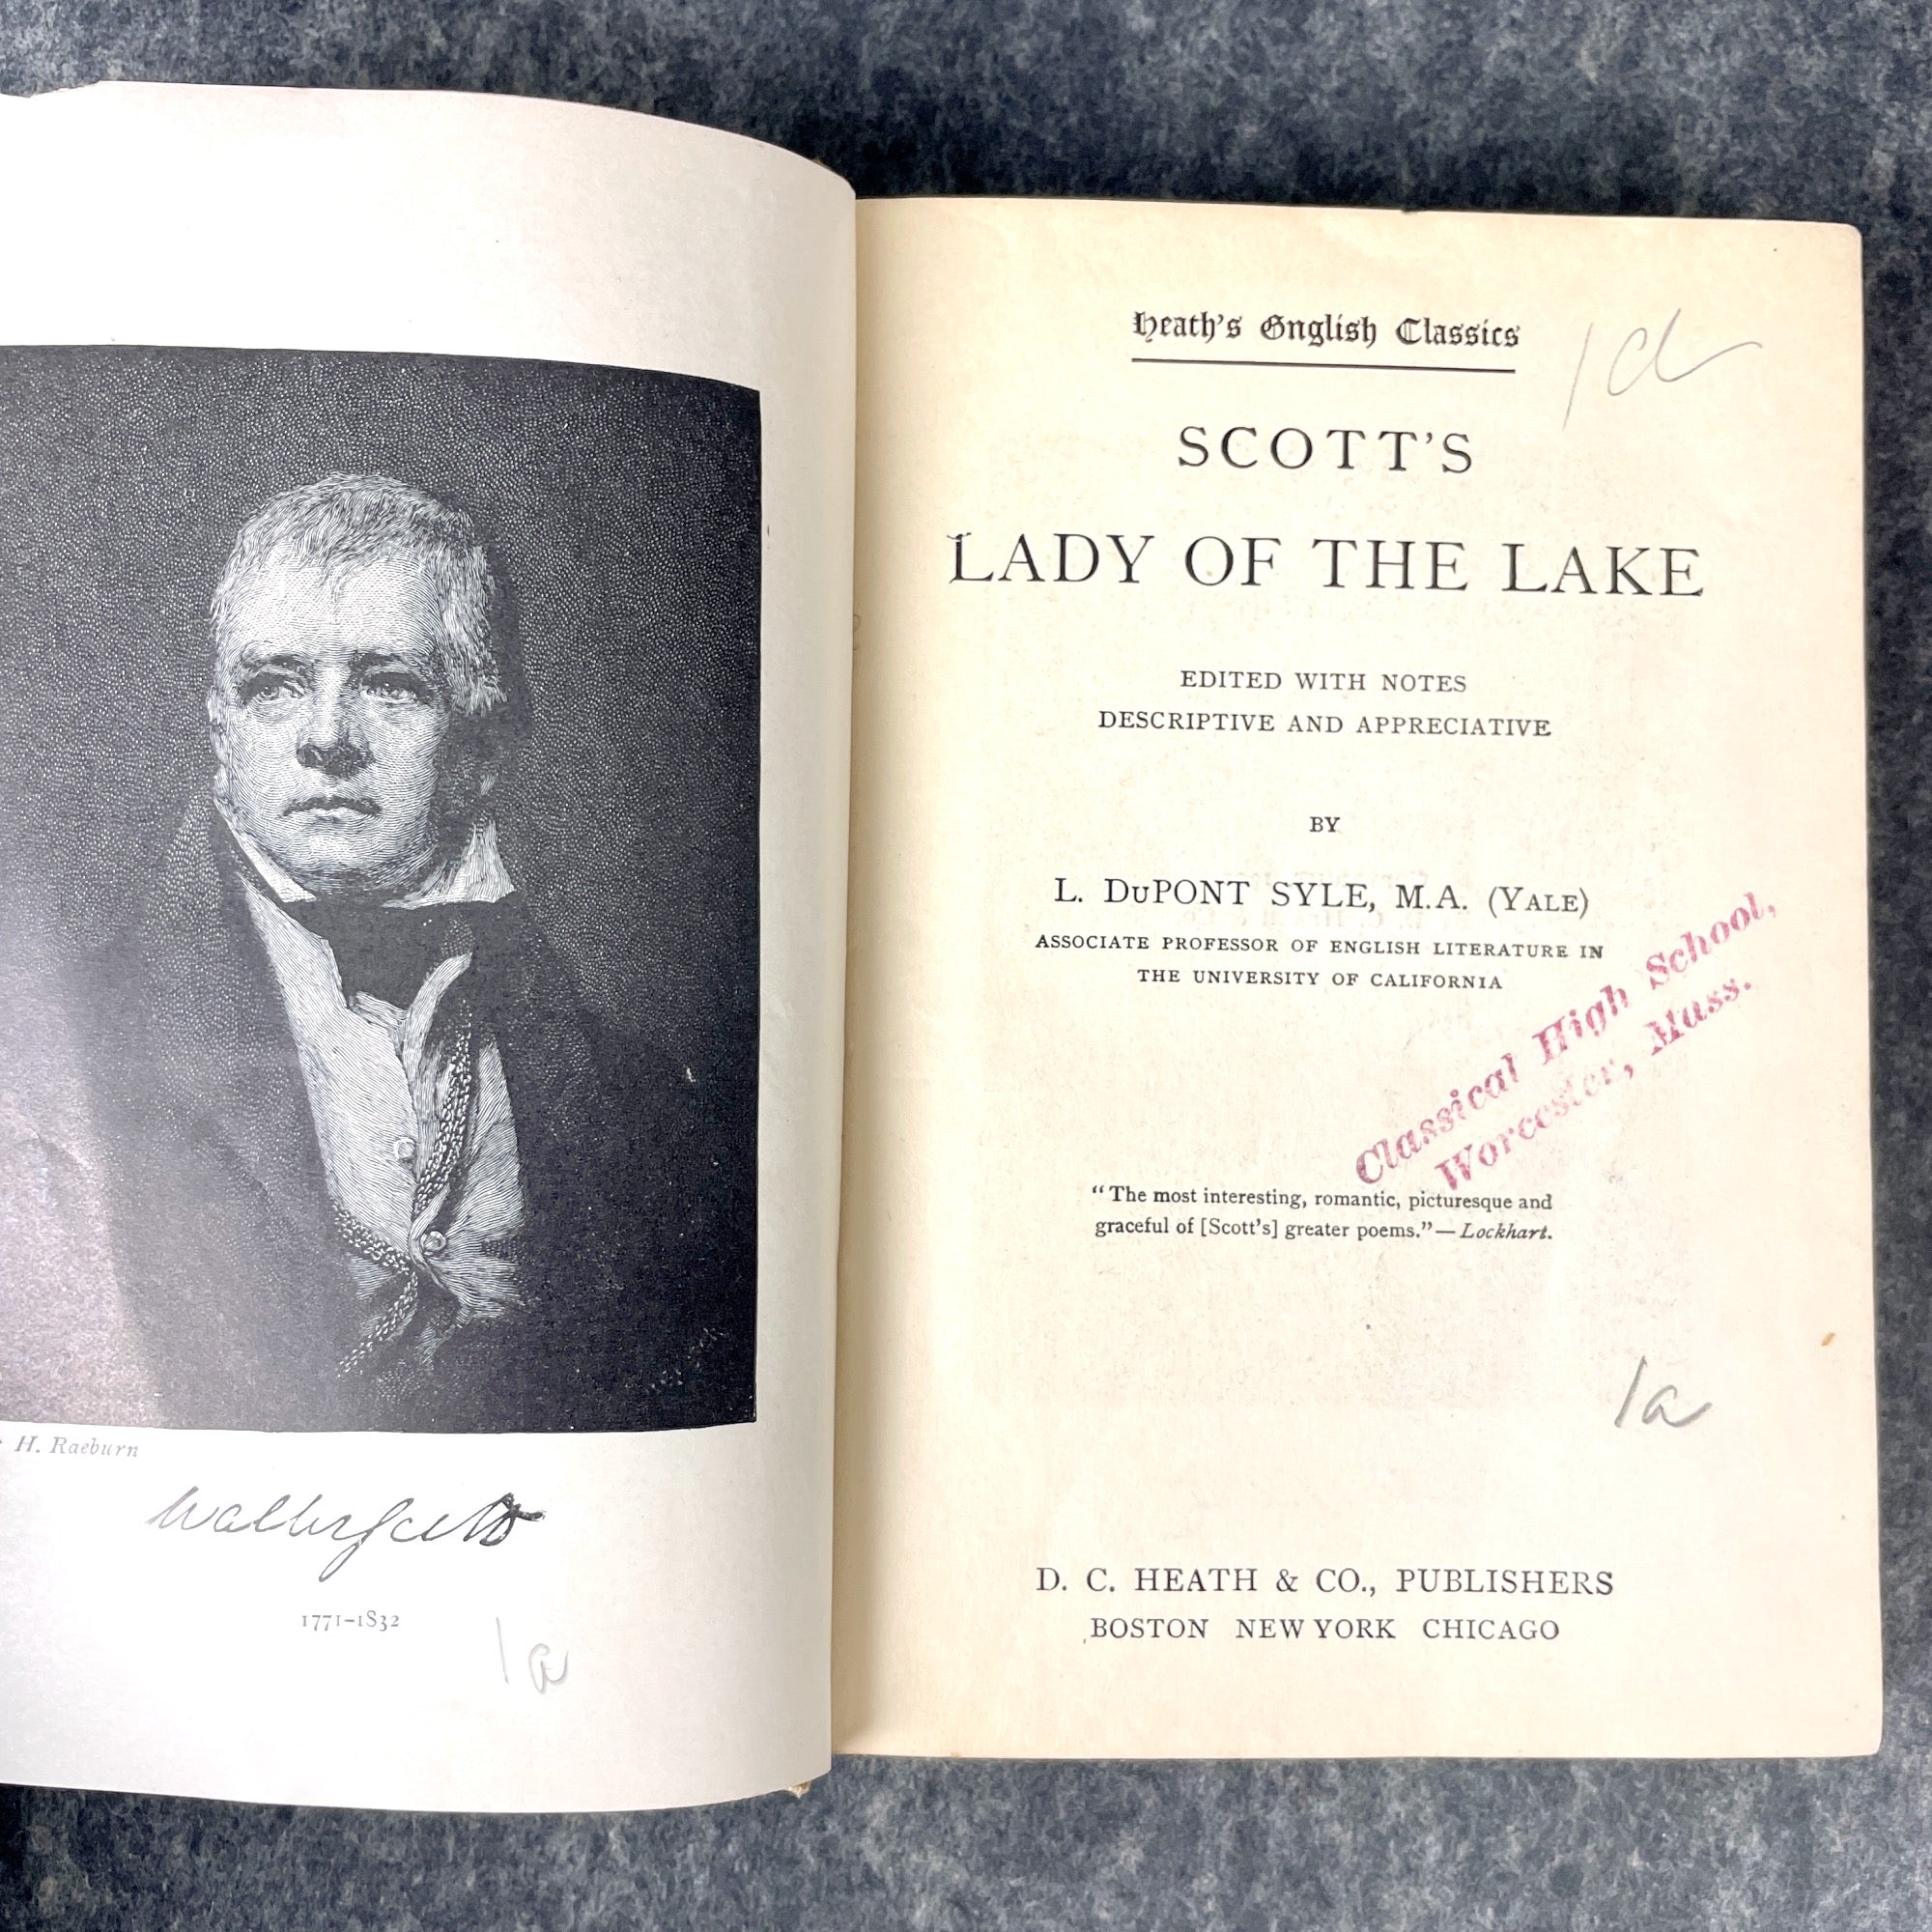 H. Raeburn
Walter Scott
1771–1832
1a
Heath's English Classics
1d
SCOTT'S
LADY OF THE LAKE
EDITED WITH NOTES
DESCRIPTIVE AND APPRECIATIVE
BY
L. DuPONT SYLE, M.A. (YALE)
ASSOCIATE PROFESSOR OF ENGLISH LITERATURE IN
THE UNIVERSITY OF CALIFORNIA
Classical High School,
Worcester, Mass.
"The most interesting, romantic, picturesque and
graceful of [Scott's] greater poems."—Lockhart.
1a
D. C. HEATH & CO., PUBLISHERS
BOSTON NEW YORK CHICAGO